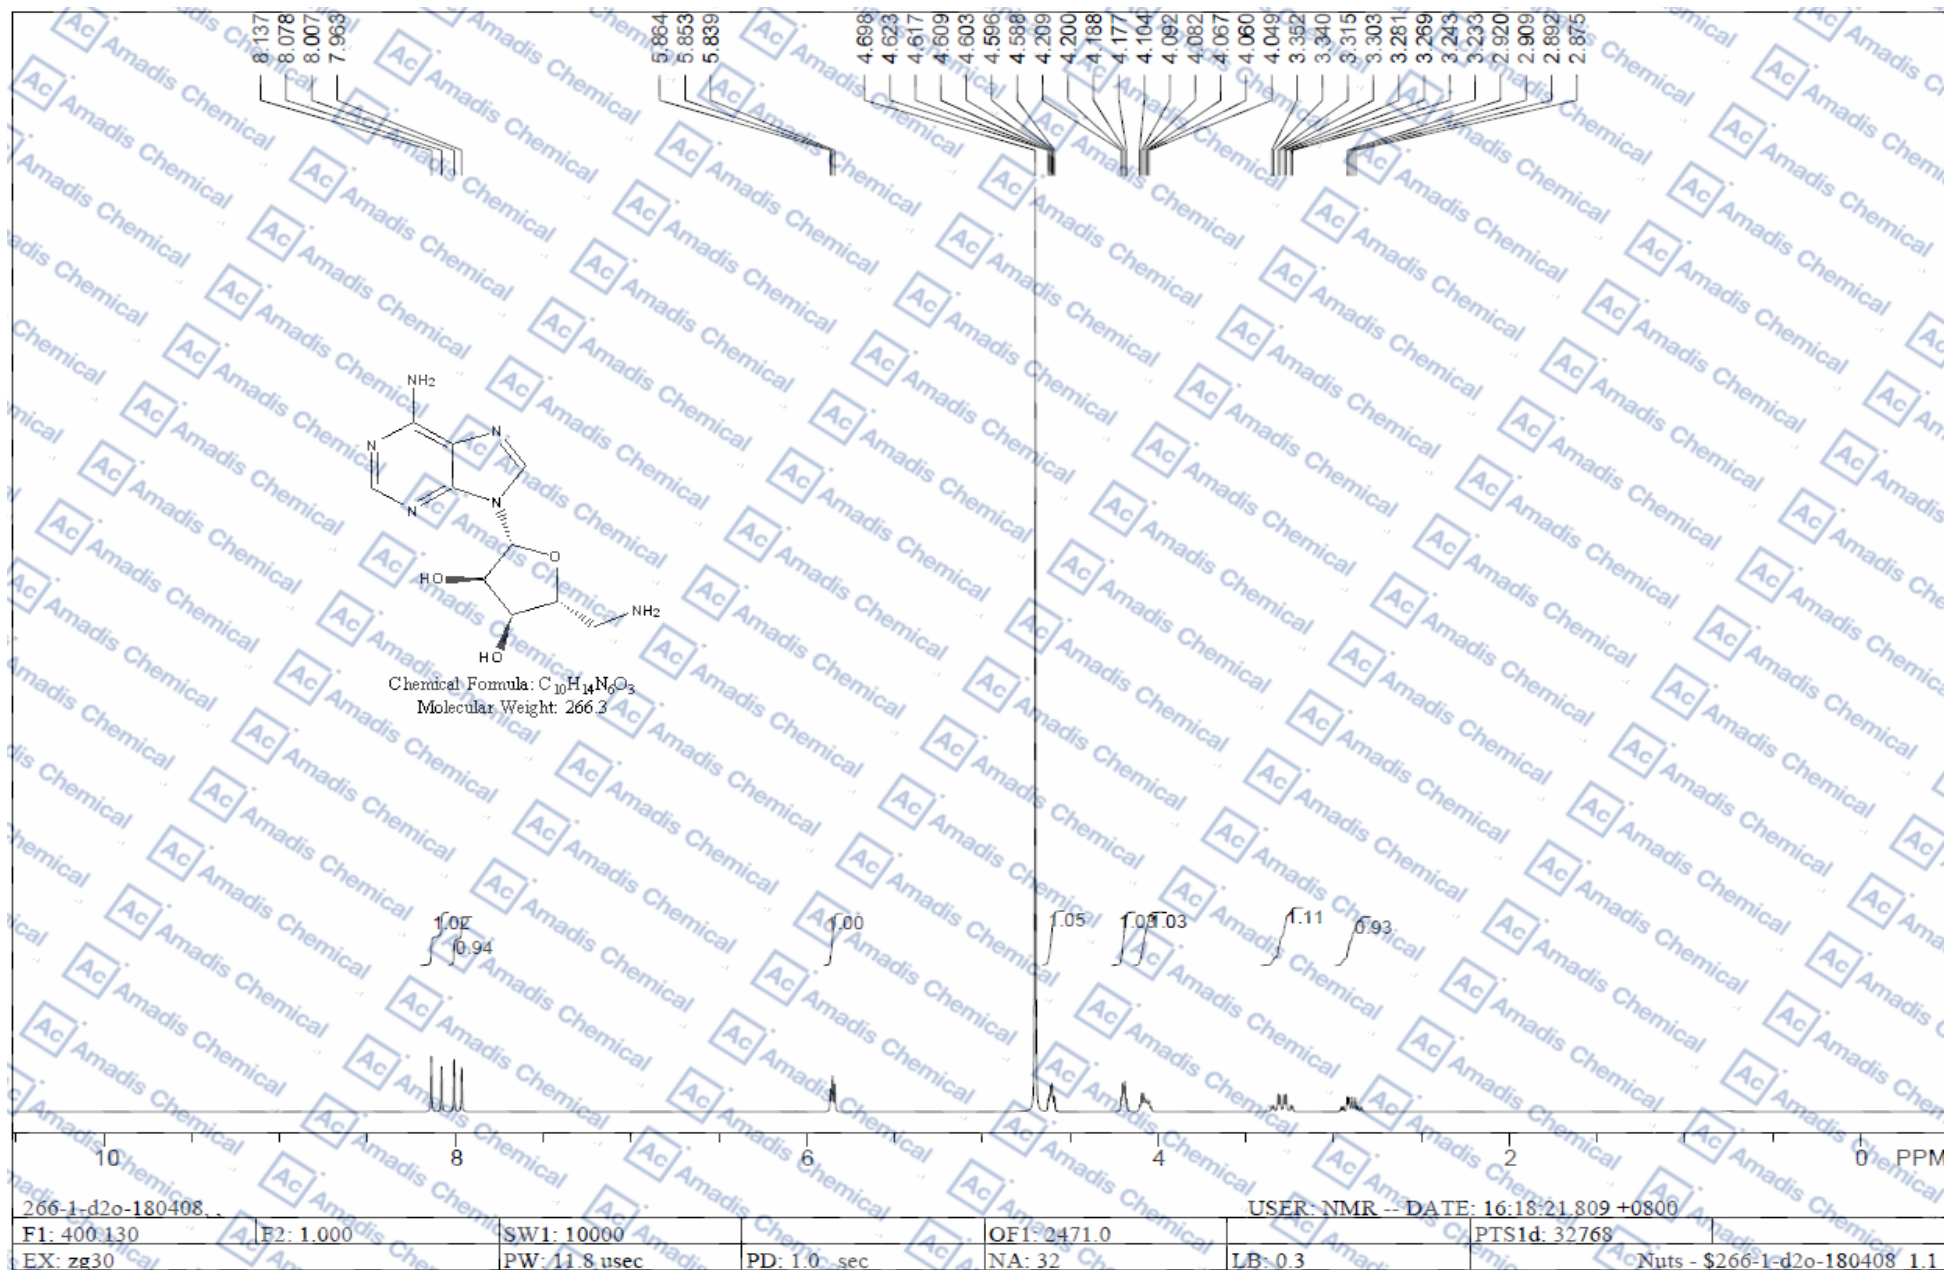 8.137
8.078
8.007
7.963
5.864
5.853
5.839
4.698
4.623
4.617
4.609
4.603
4.596
4.588
4.209
4.200
4.188
4.177
4.104
4.092
4.082
4.067
4.060
4.049
3.352
3.340
3.315
3.303
3.281
3.269
3.243
3.233
2.920
2.909
2.892
2.875
NH2
N
N
N
N
O
HO
NH2
HO
Chemical Formula: C10H14N6O3
Molecular Weight: 266.3
1.02
0.94
1.00
1.05
1.03
1.11
0.93
10 8 6 4 2 0 PPM
266-1-d2o-180408, , USER: NMR -- DATE: 16:18:21.809 +0800
F1: 400.130 F2: 1.000 SW1: 10000 OF1: 2471.0 PTS1d: 32768
EX: zg30 PW: 11.8 usec PD: 1.0 sec NA: 32 LB: 0.3 Nuts - $266-1-d2o-180408 1.1
Ac Amadis Chemical